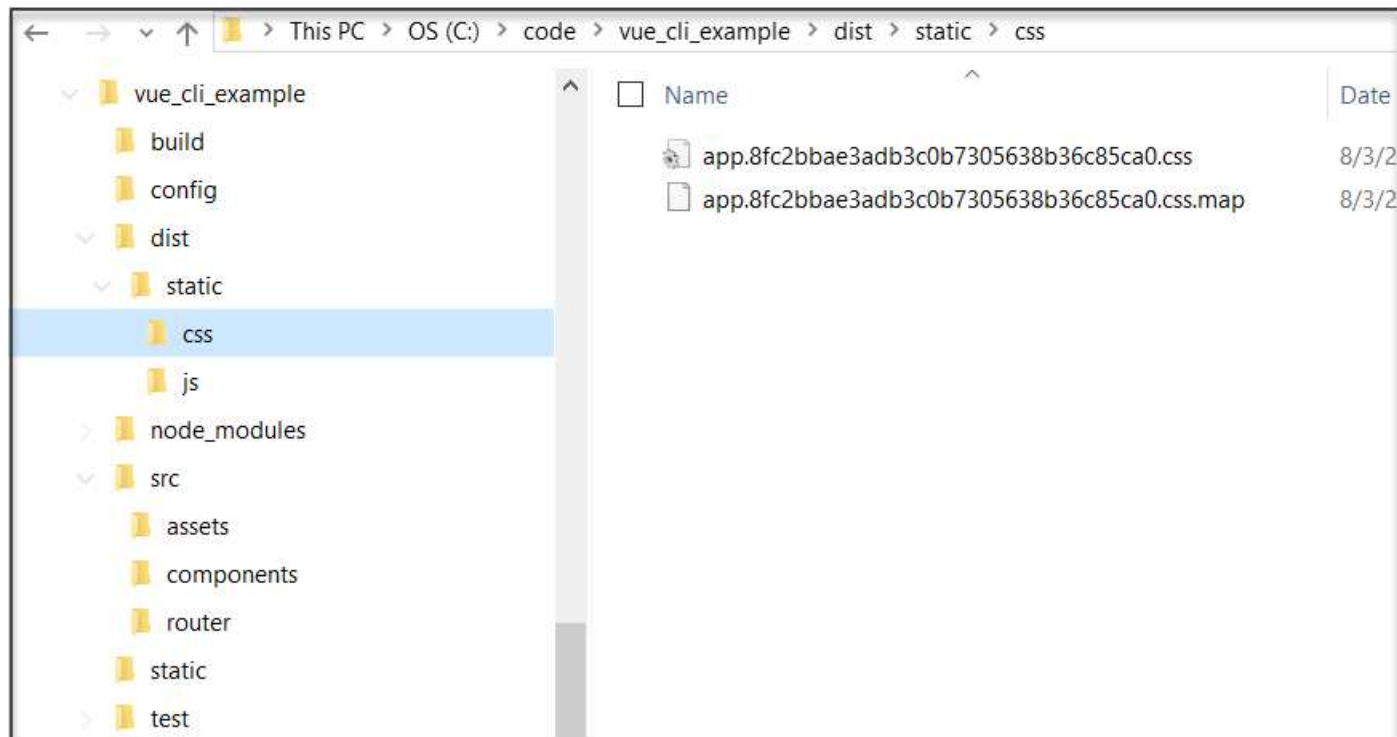 This PC > OS (C:) > code > vue_cli_example > dist > static > css
vue_cli_example
build
config
dist
static
css
js
node_modules
src
assets
components
router
static
test
Name
Date
app.8fc2bbae3adb3c0b7305638b36c85ca0.css
8/3/2
app.8fc2bbae3adb3c0b7305638b36c85ca0.css.map
8/3/2